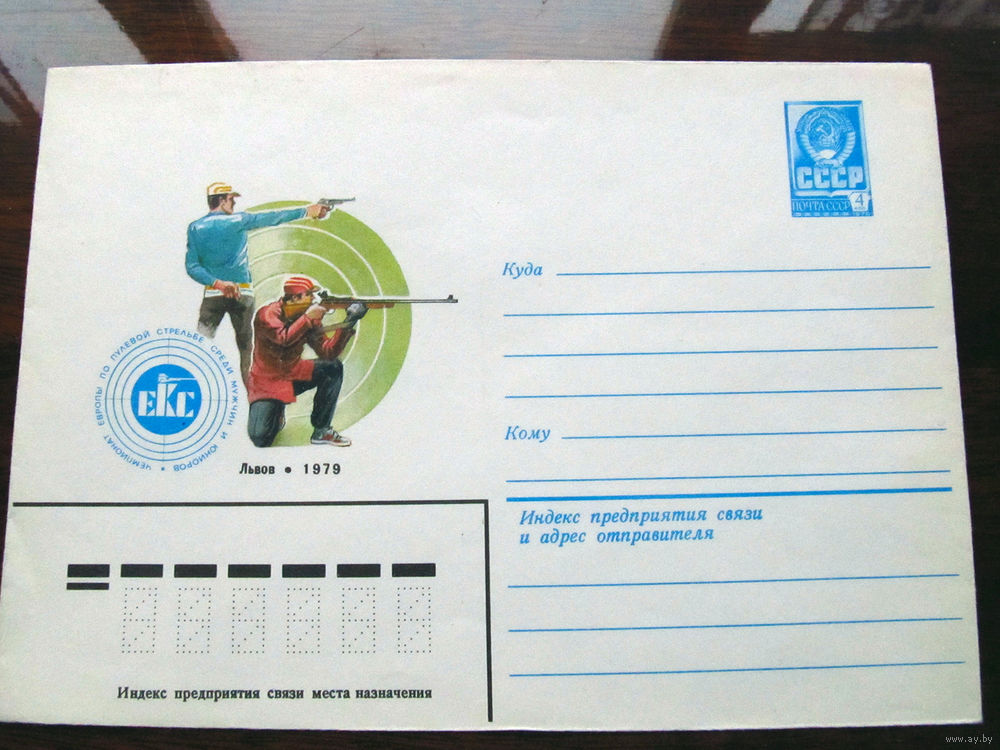 СССР
ПОЧТА СССР 4
Куда
ЧЕМПИОНАТ ЕВРОПЫ ПО ПУЛЕВОЙ СТРЕЛЬБЕ СРЕДИ МУЖЧИН И ЮНИОРОВ
ЕКС
Львов • 1979
Кому
Индекс предприятия связи
и адрес отправителя
Индекс предприятия связи места назначения
www.ay.by